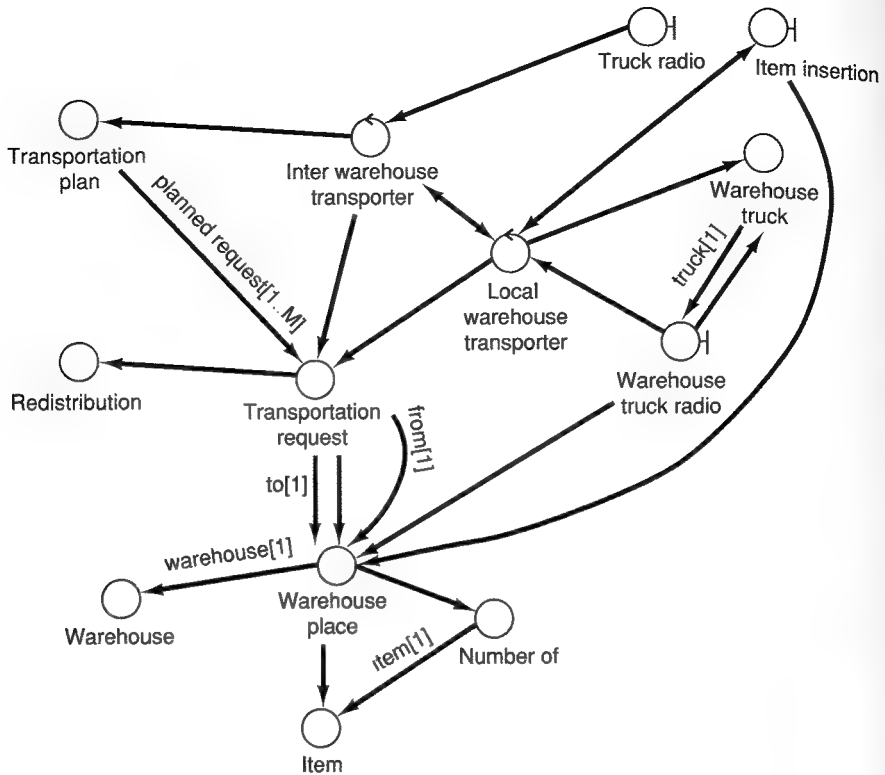 Truck radio
Item insertion
Transportation
plan
Inter warehouse
transporter
Warehouse
truck
planned request[1..M]
truck[1]
Local
warehouse
transporter
Redistribution
Transportation
request
Warehouse
truck radio
from[1]
to[1]
warehouse[1]
Warehouse
Warehouse
place
item[1]
Number of
Item